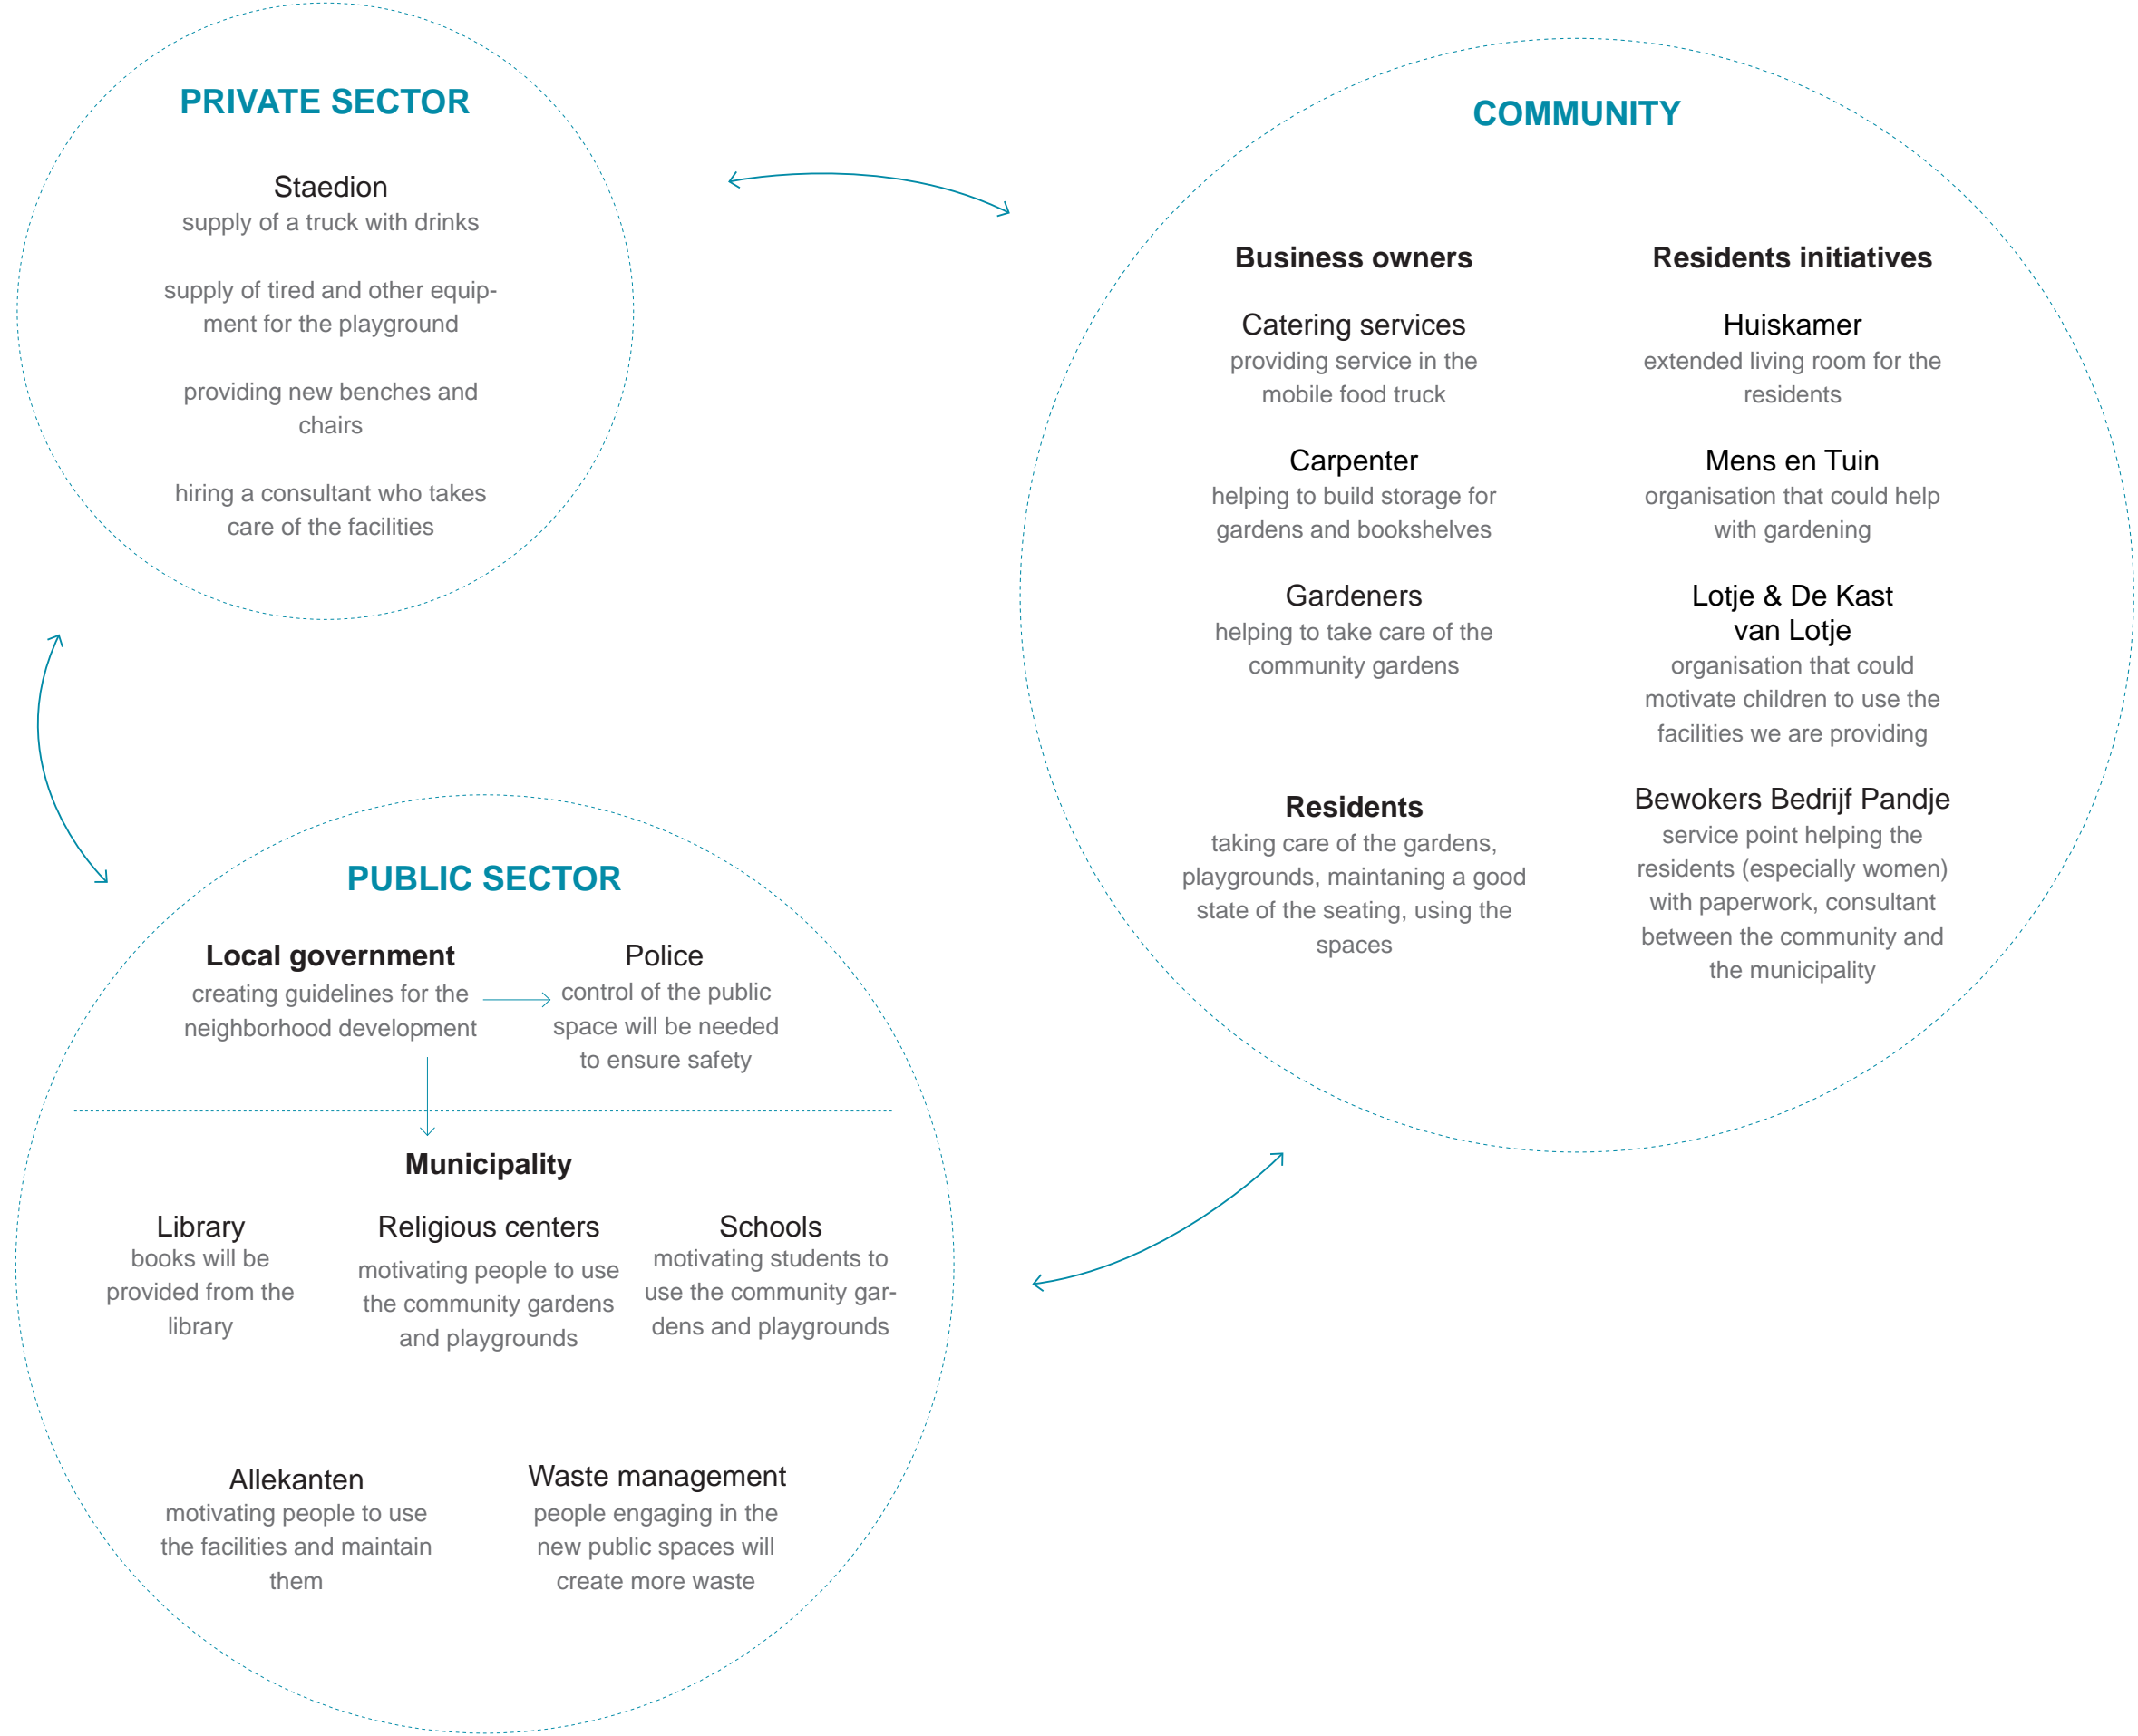 PRIVATE SECTOR
Staedion
supply of a truck with drinks
supply of tired and other equip-
ment for the playground
providing new benches and
chairs
hiring a consultant who takes
care of the facilities
COMMUNITY
Business owners
Catering services
providing service in the
mobile food truck
Carpenter
helping to build storage for
gardens and bookshelves
Gardeners
helping to take care of the
community gardens
Residents
taking care of the gardens,
playgrounds, maintaning a good
state of the seating, using the
spaces
Residents initiatives
Huiskamer
extended living room for the
residents
Mens en Tuin
organisation that could help
with gardening
Lotje & De Kast
van Lotje
organisation that could
motivate children to use the
facilities we are providing
Bewokers Bedrijf Pandje
service point helping the
residents (especially women)
with paperwork, consultant
between the community and
the municipality
PUBLIC SECTOR
Local government
creating guidelines for the
neighborhood development
Police
control of the public
space will be needed
to ensure safety
Municipality
Library
books will be
provided from the
library
Religious centers
motivating people to use
the community gardens
and playgrounds
Schools
motivating students to
use the community gar-
dens and playgrounds
Allekanten
motivating people to use
the facilities and maintain
them
Waste management
people engaging in the
new public spaces will
create more waste